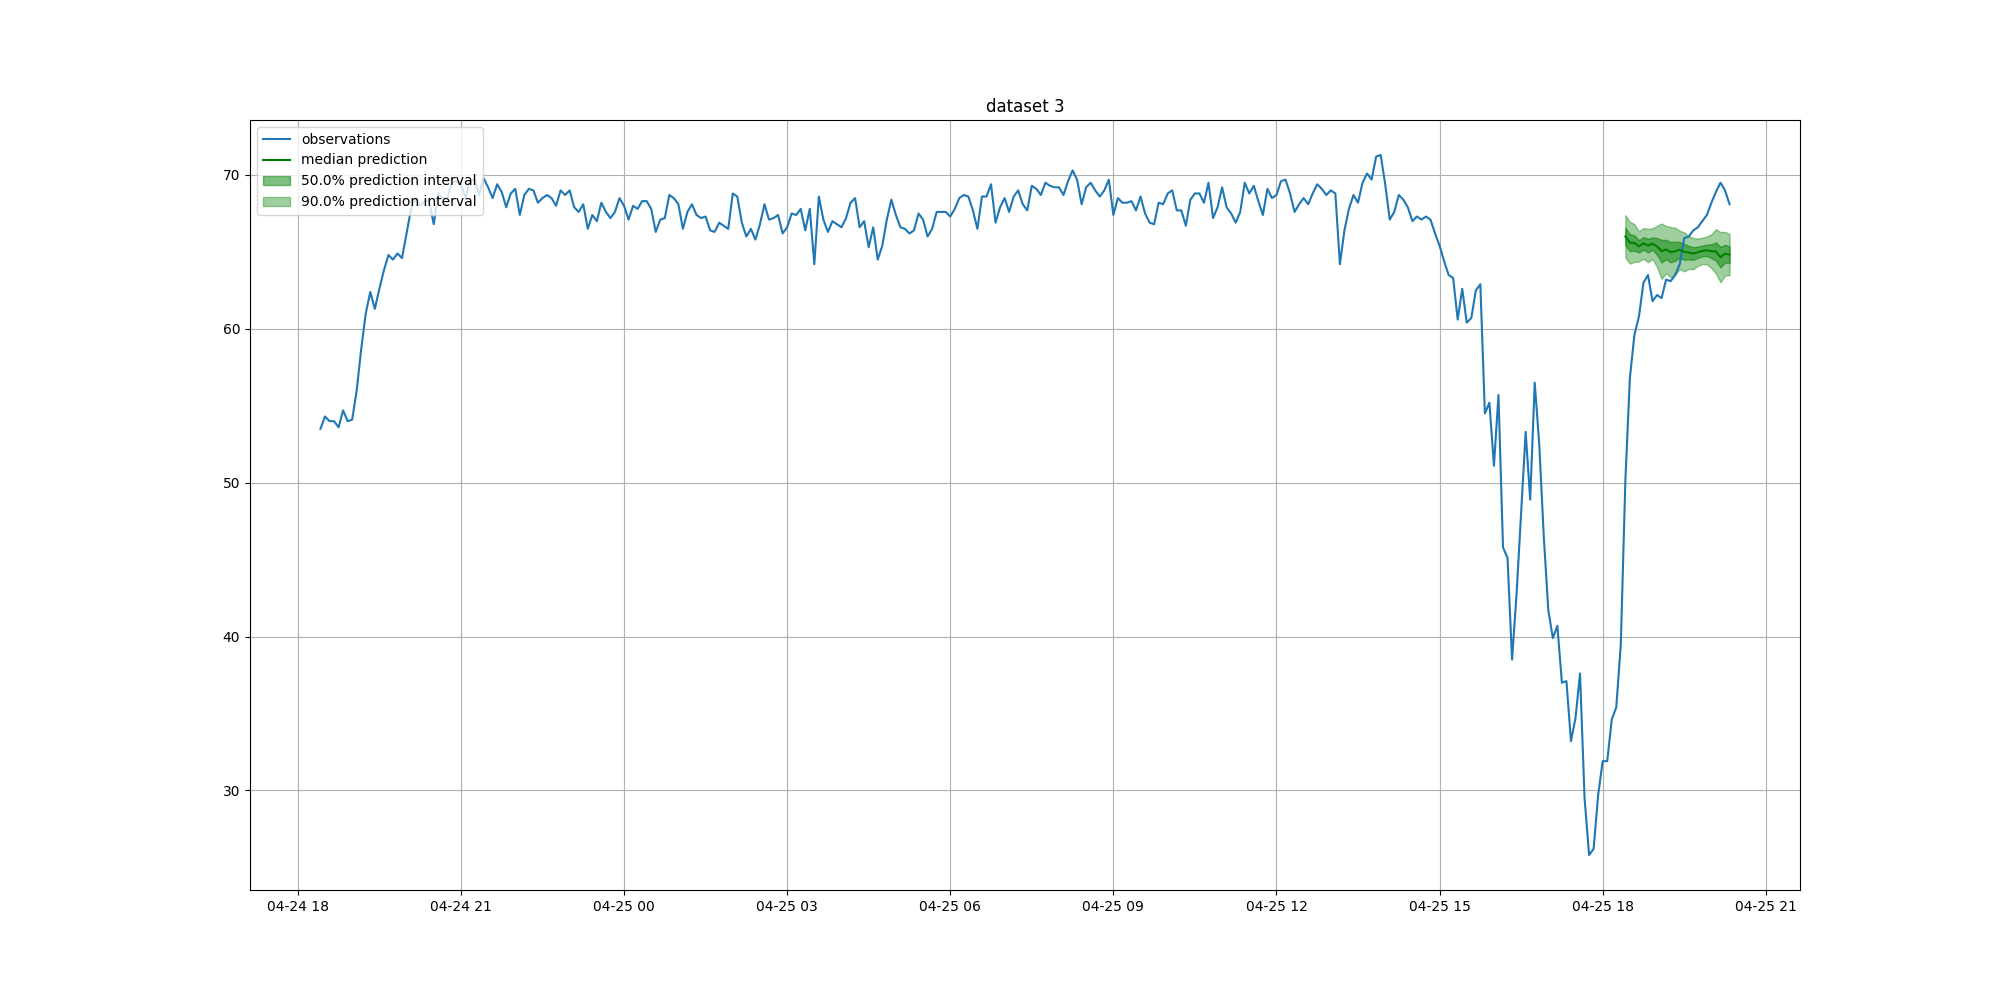 dataset 3
observations
median prediction
50.0% prediction interval
90.0% prediction interval
70
60
50
40
30
04-24 18 04-24 21 04-25 00 04-25 03 04-25 06 04-25 09 04-25 12 04-25 15 04-25 18 04-25 21